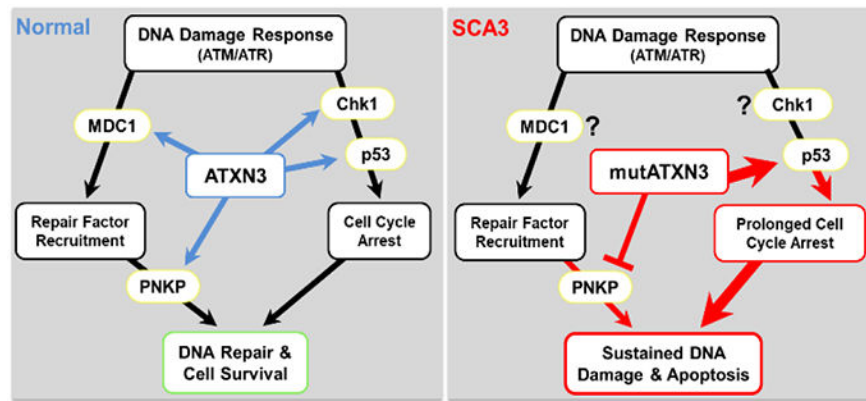 Normal
DNA Damage Response
(ATM/ATR)
MDC1
Chk1
p53
ATXN3
Repair Factor
Recruitment
Cell Cycle
Arrest
PNKP
DNA Repair &
Cell Survival
SCA3
DNA Damage Response
(ATM/ATR)
MDC1 ?
? Chk1
p53
mutATXN3
Repair Factor
Recruitment
Prolonged Cell
Cycle Arrest
PNKP
Sustained DNA
Damage & Apoptosis